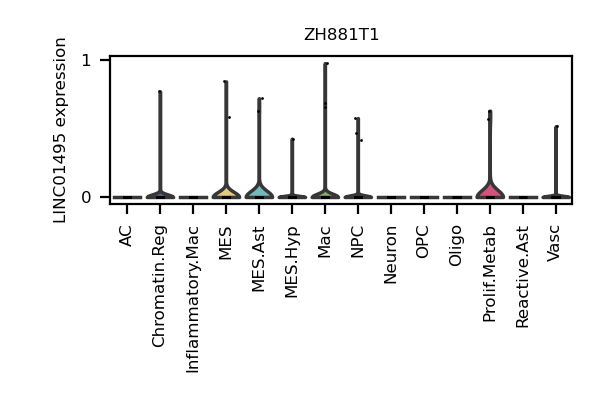 ZH881T1
LINC01495 expression
1
0
AC
Chromatin.Reg
Inflammatory.Mac
MES
MES.Ast
MES.Hyp
Mac
NPC
Neuron
OPC
Oligo
Prolif.Metab
Reactive.Ast
Vasc